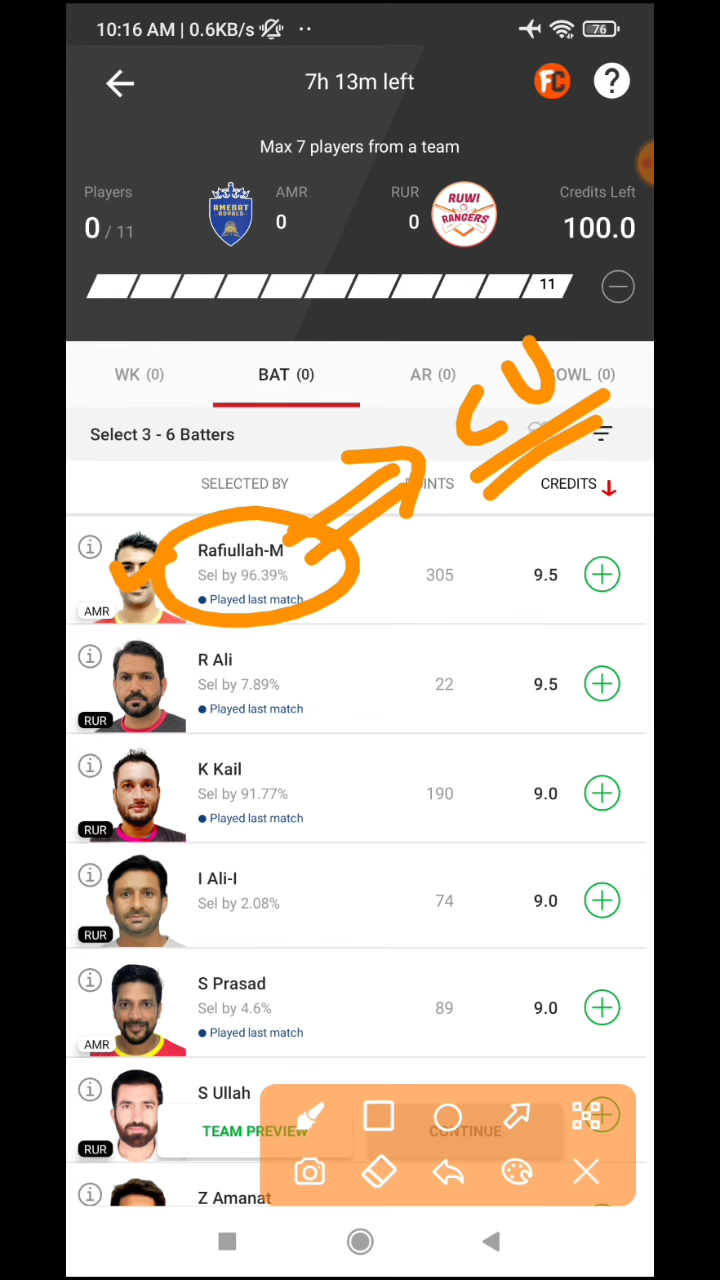 10:16 AM | 0.6KB/s
76
7h 13m left
FC ?
Max 7 players from a team
Players AMR RUR Credits Left
AMERAT ROYALS
RUWI RANGERS
0 / 11 0 0 100.0
11
WK (0) BAT (0) AR (0) BOWL (0)
Select 3 - 6 Batters
SELECTED BY POINTS CREDITS
Rafiullah-M
Sel by 96.39% 305 9.5
Played last match
AMR
R Ali
Sel by 7.89% 22 9.5
Played last match
RUR
K Kail
Sel by 91.77% 190 9.0
Played last match
RUR
I Ali-I
Sel by 2.08% 74 9.0
RUR
S Prasad
Sel by 4.6% 89 9.0
Played last match
AMR
S Ullah
TEAM PREVIEW CONTINUE
RUR
Z Amanat